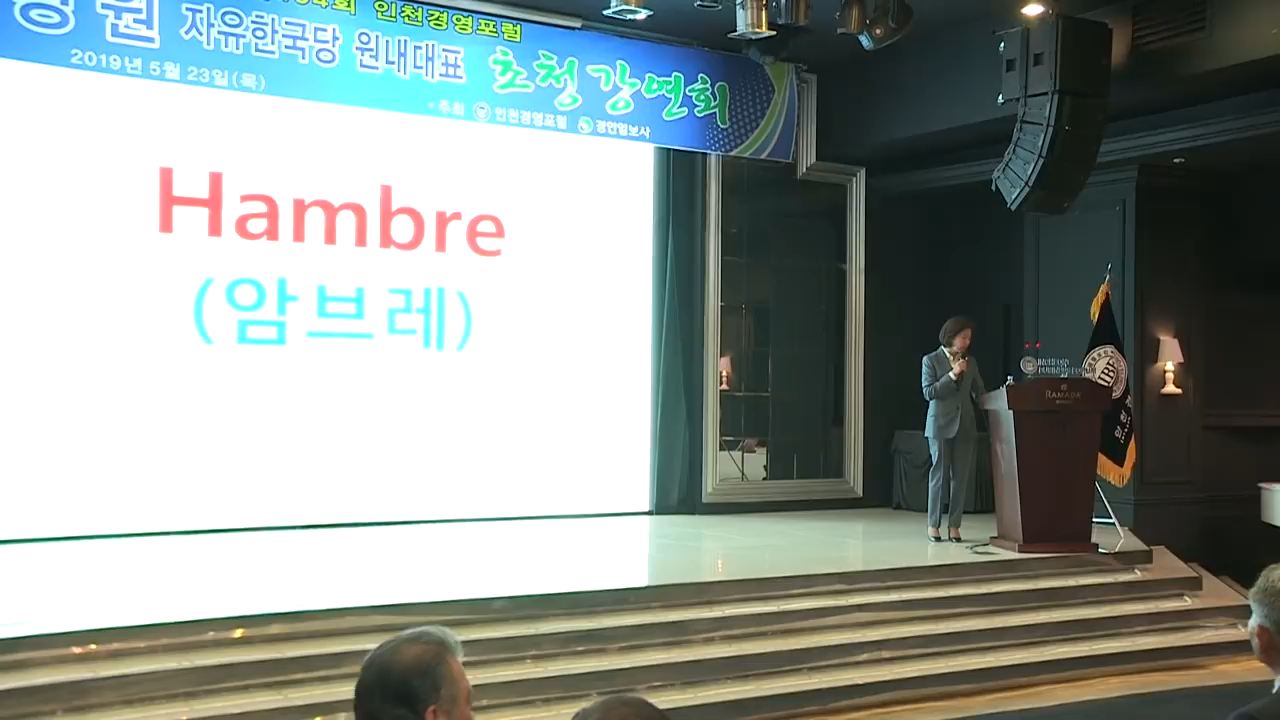 인천경영포럼
원 자유한국당 원내대표 초청 강연회
2019년 5월 23일(목)
주최 인천경영포럼 경인일보사
Hambre
(암브레)
RAMADA
IBF